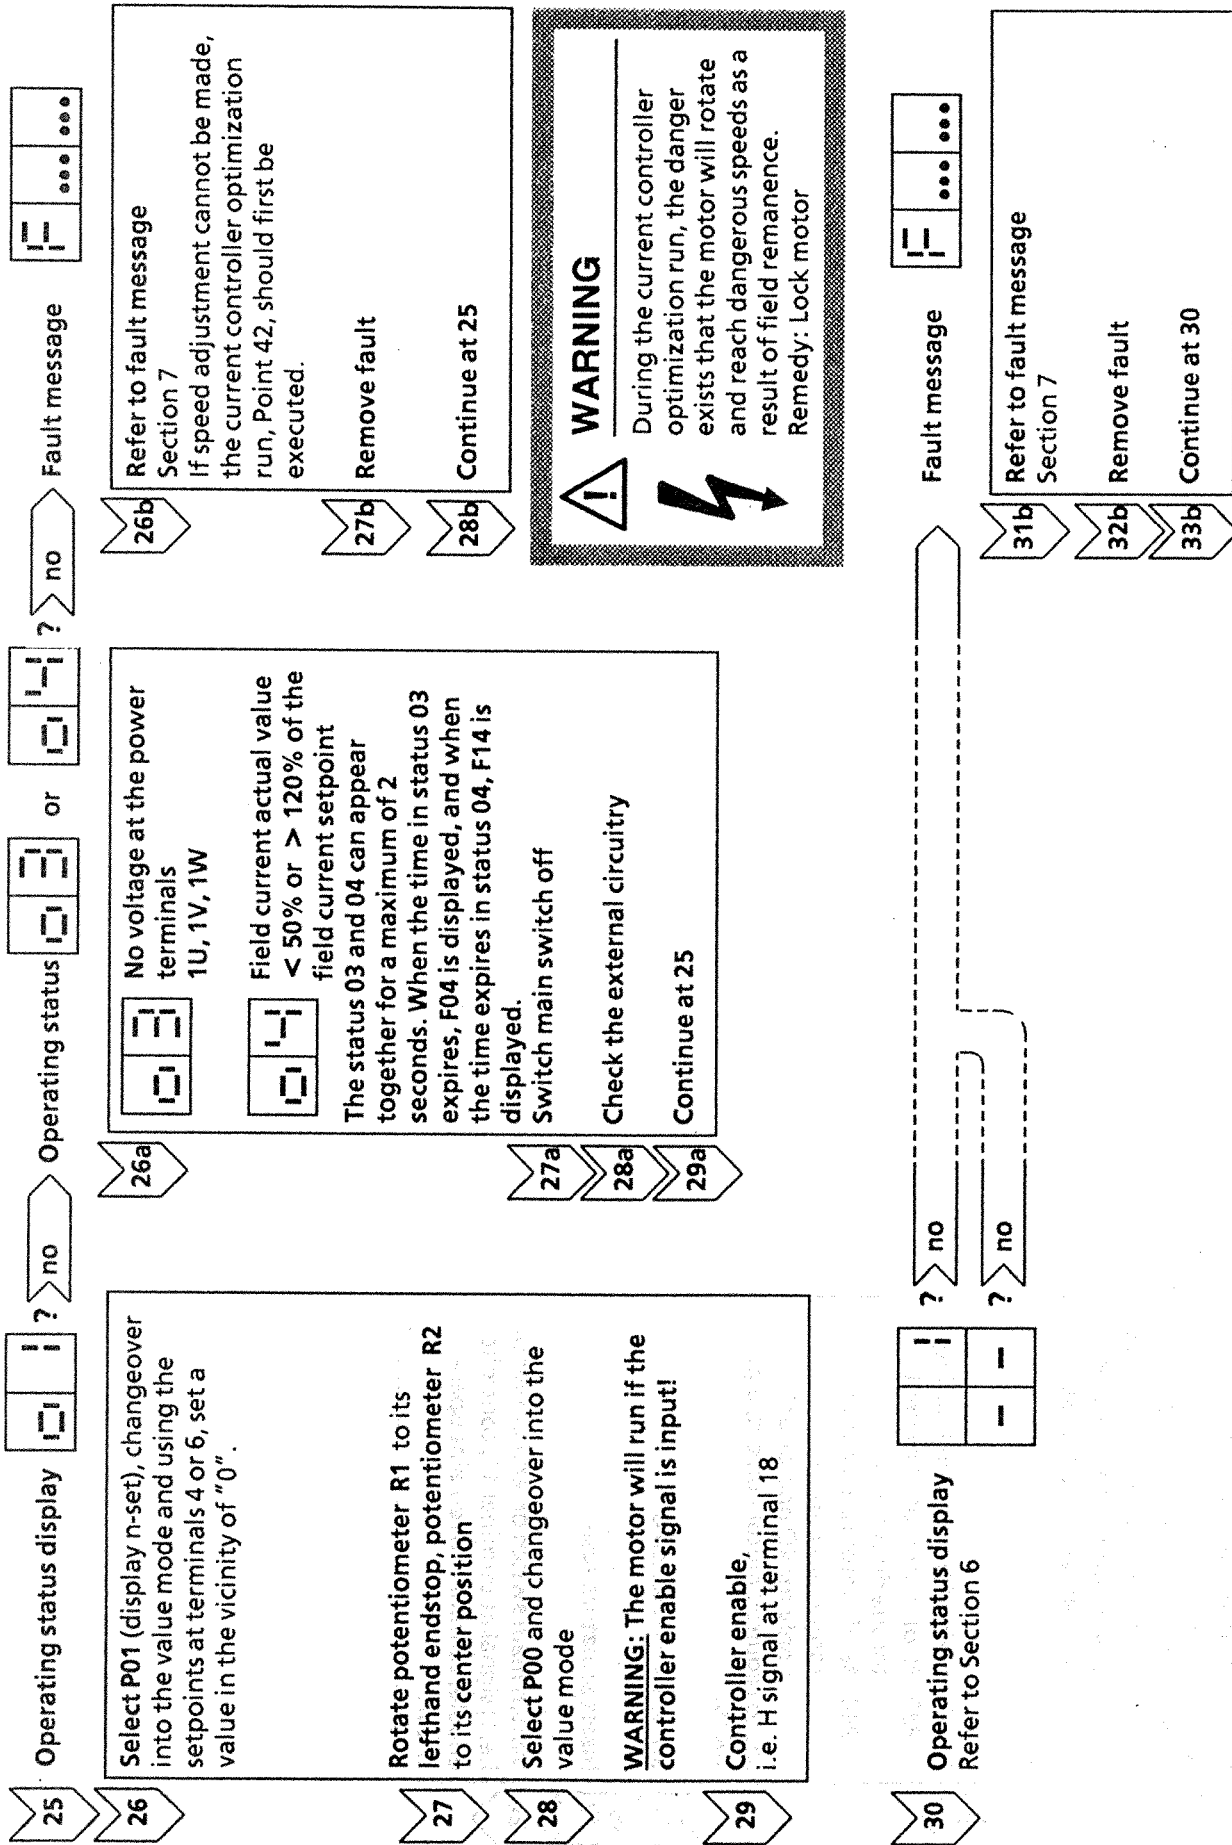 25 Operating status display o 1 ? no Operating status o3 or o4 ? no Fault message F ... ...
26 Select P01 (display n-set), changeover
into the value mode and using the
setpoints at terminals 4 or 6, set a
value in the vicinity of "0".
27 Rotate potentiometer R1 to its
lefthand endstop, potentiometer R2
to its center position
28 Select P00 and changeover into the
value mode
WARNING: The motor will run if the
controller enable signal is input!
29 Controller enable,
i.e. H signal at terminal 18
26a o3 No voltage at the power
terminals
1U, 1V, 1W
o4 Field current actual value
< 50% or > 120% of the
field current setpoint
The status 03 and 04 can appear
together for a maximum of 2
seconds. When the time in status 03
expires, F04 is displayed, and when
the time expires in status 04, F14 is
displayed.
27a Switch main switch off
28a Check the external circuitry
29a Continue at 25
26b Refer to fault message
Section 7
If speed adjustment cannot be made,
the current controller optimization
run, Point 42, should first be
executed.
27b Remove fault
28b Continue at 25
WARNING
During the current controller
optimization run, the danger
exists that the motor will rotate
and reach dangerous speeds as a
result of field remanence.
Remedy: Lock motor
30 Operating status display 1 ? no Fault message F ... ...
Refer to Section 6 - - ? no
31b Refer to fault message
Section 7
32b Remove fault
33b Continue at 30